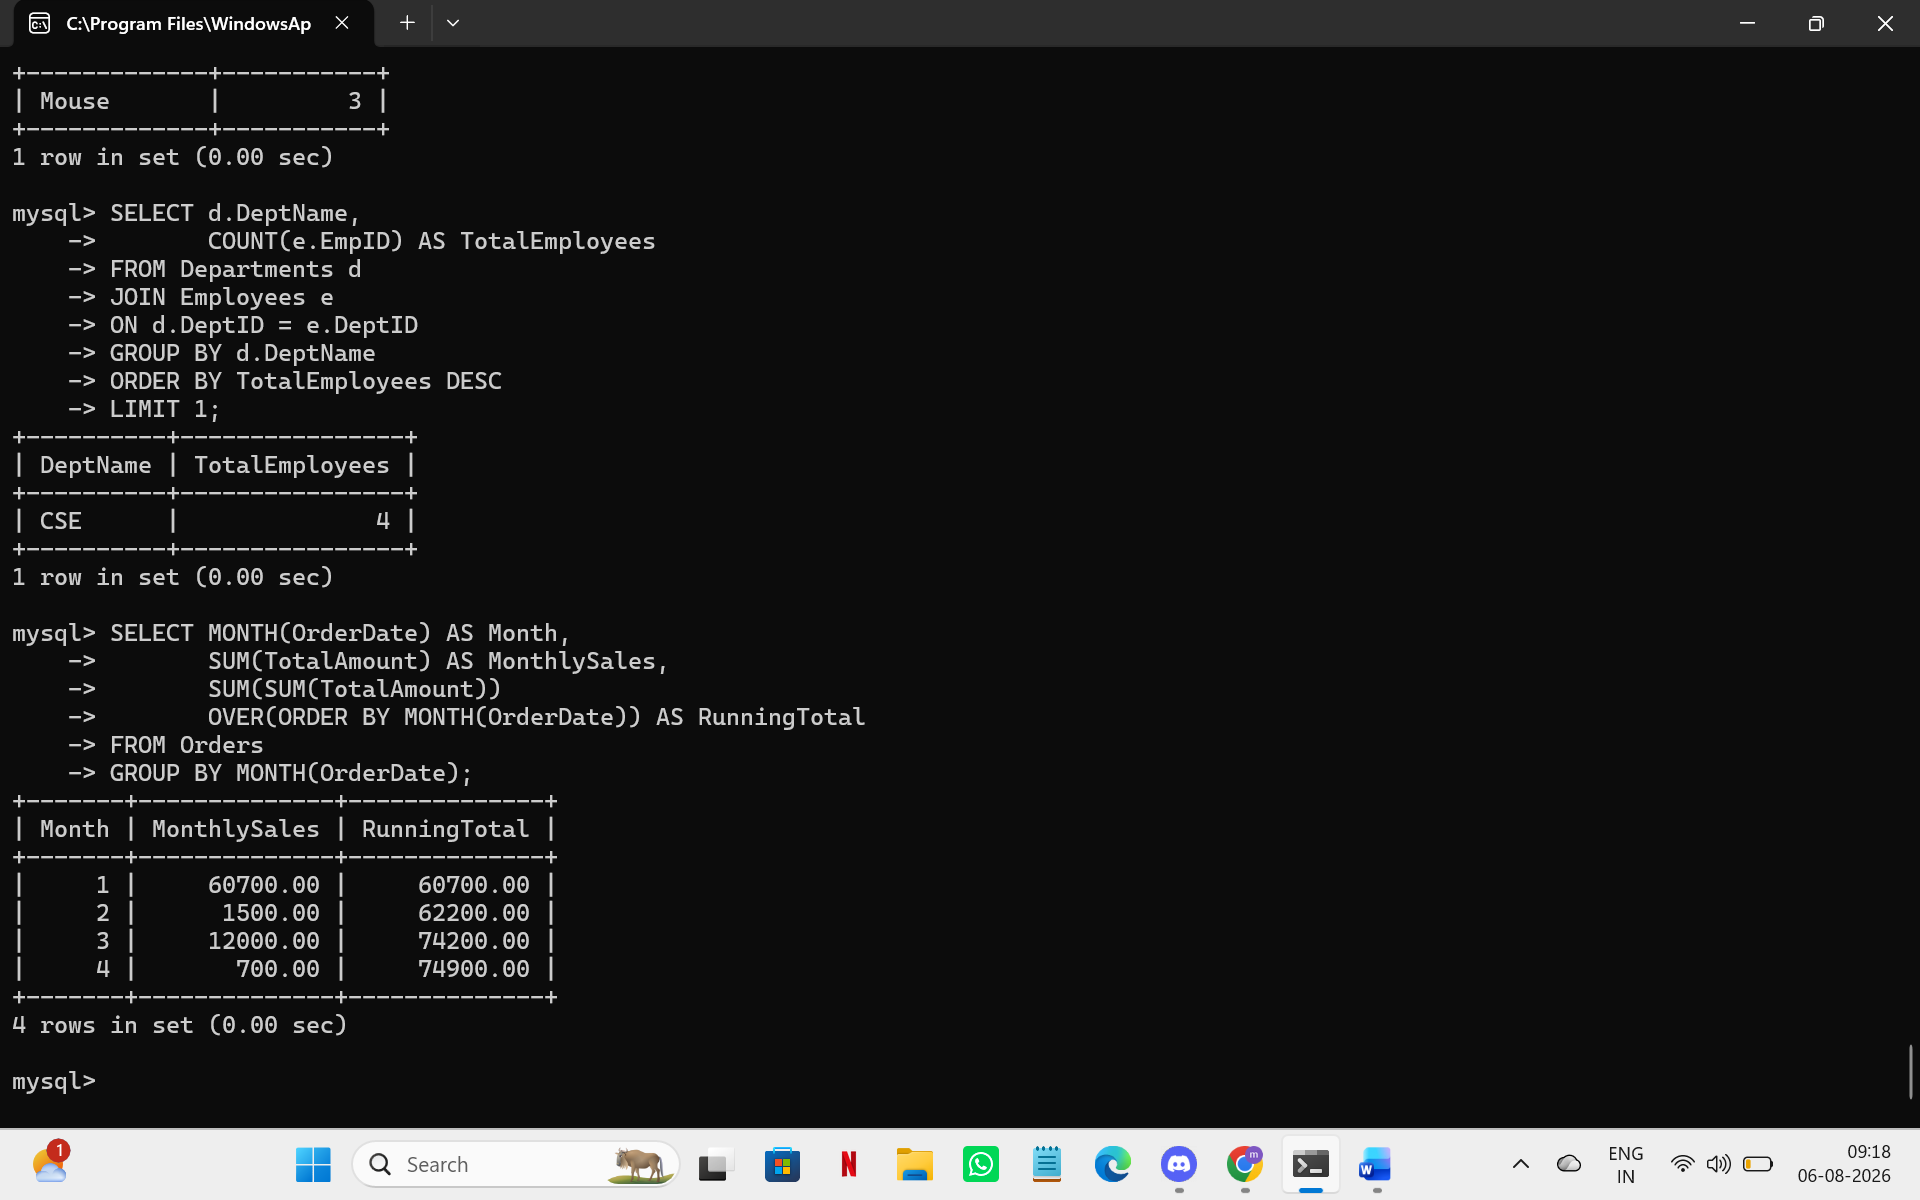 C:\Program Files\WindowsAp
+-------------+-----------+
| Mouse       |         3 |
+-------------+-----------+
1 row in set (0.00 sec)
mysql> SELECT d.DeptName,
    ->        COUNT(e.EmpID) AS TotalEmployees
    -> FROM Departments d
    -> JOIN Employees e
    -> ON d.DeptID = e.DeptID
    -> GROUP BY d.DeptName
    -> ORDER BY TotalEmployees DESC
    -> LIMIT 1;
+----------+----------------+
| DeptName | TotalEmployees |
+----------+----------------+
| CSE      |              4 |
+----------+----------------+
1 row in set (0.00 sec)
mysql> SELECT MONTH(OrderDate) AS Month,
    ->        SUM(TotalAmount) AS MonthlySales,
    ->        SUM(SUM(TotalAmount))
    ->        OVER(ORDER BY MONTH(OrderDate)) AS RunningTotal
    -> FROM Orders
    -> GROUP BY MONTH(OrderDate);
+-------+--------------+--------------+
| Month | MonthlySales | RunningTotal |
+-------+--------------+--------------+
|     1 |     60700.00 |     60700.00 |
|     2 |      1500.00 |     62200.00 |
|     3 |     12000.00 |     74200.00 |
|     4 |       700.00 |     74900.00 |
+-------+--------------+--------------+
4 rows in set (0.00 sec)
mysql>
1
Search
N
m
W
ENG
IN
09:18
06-08-2026